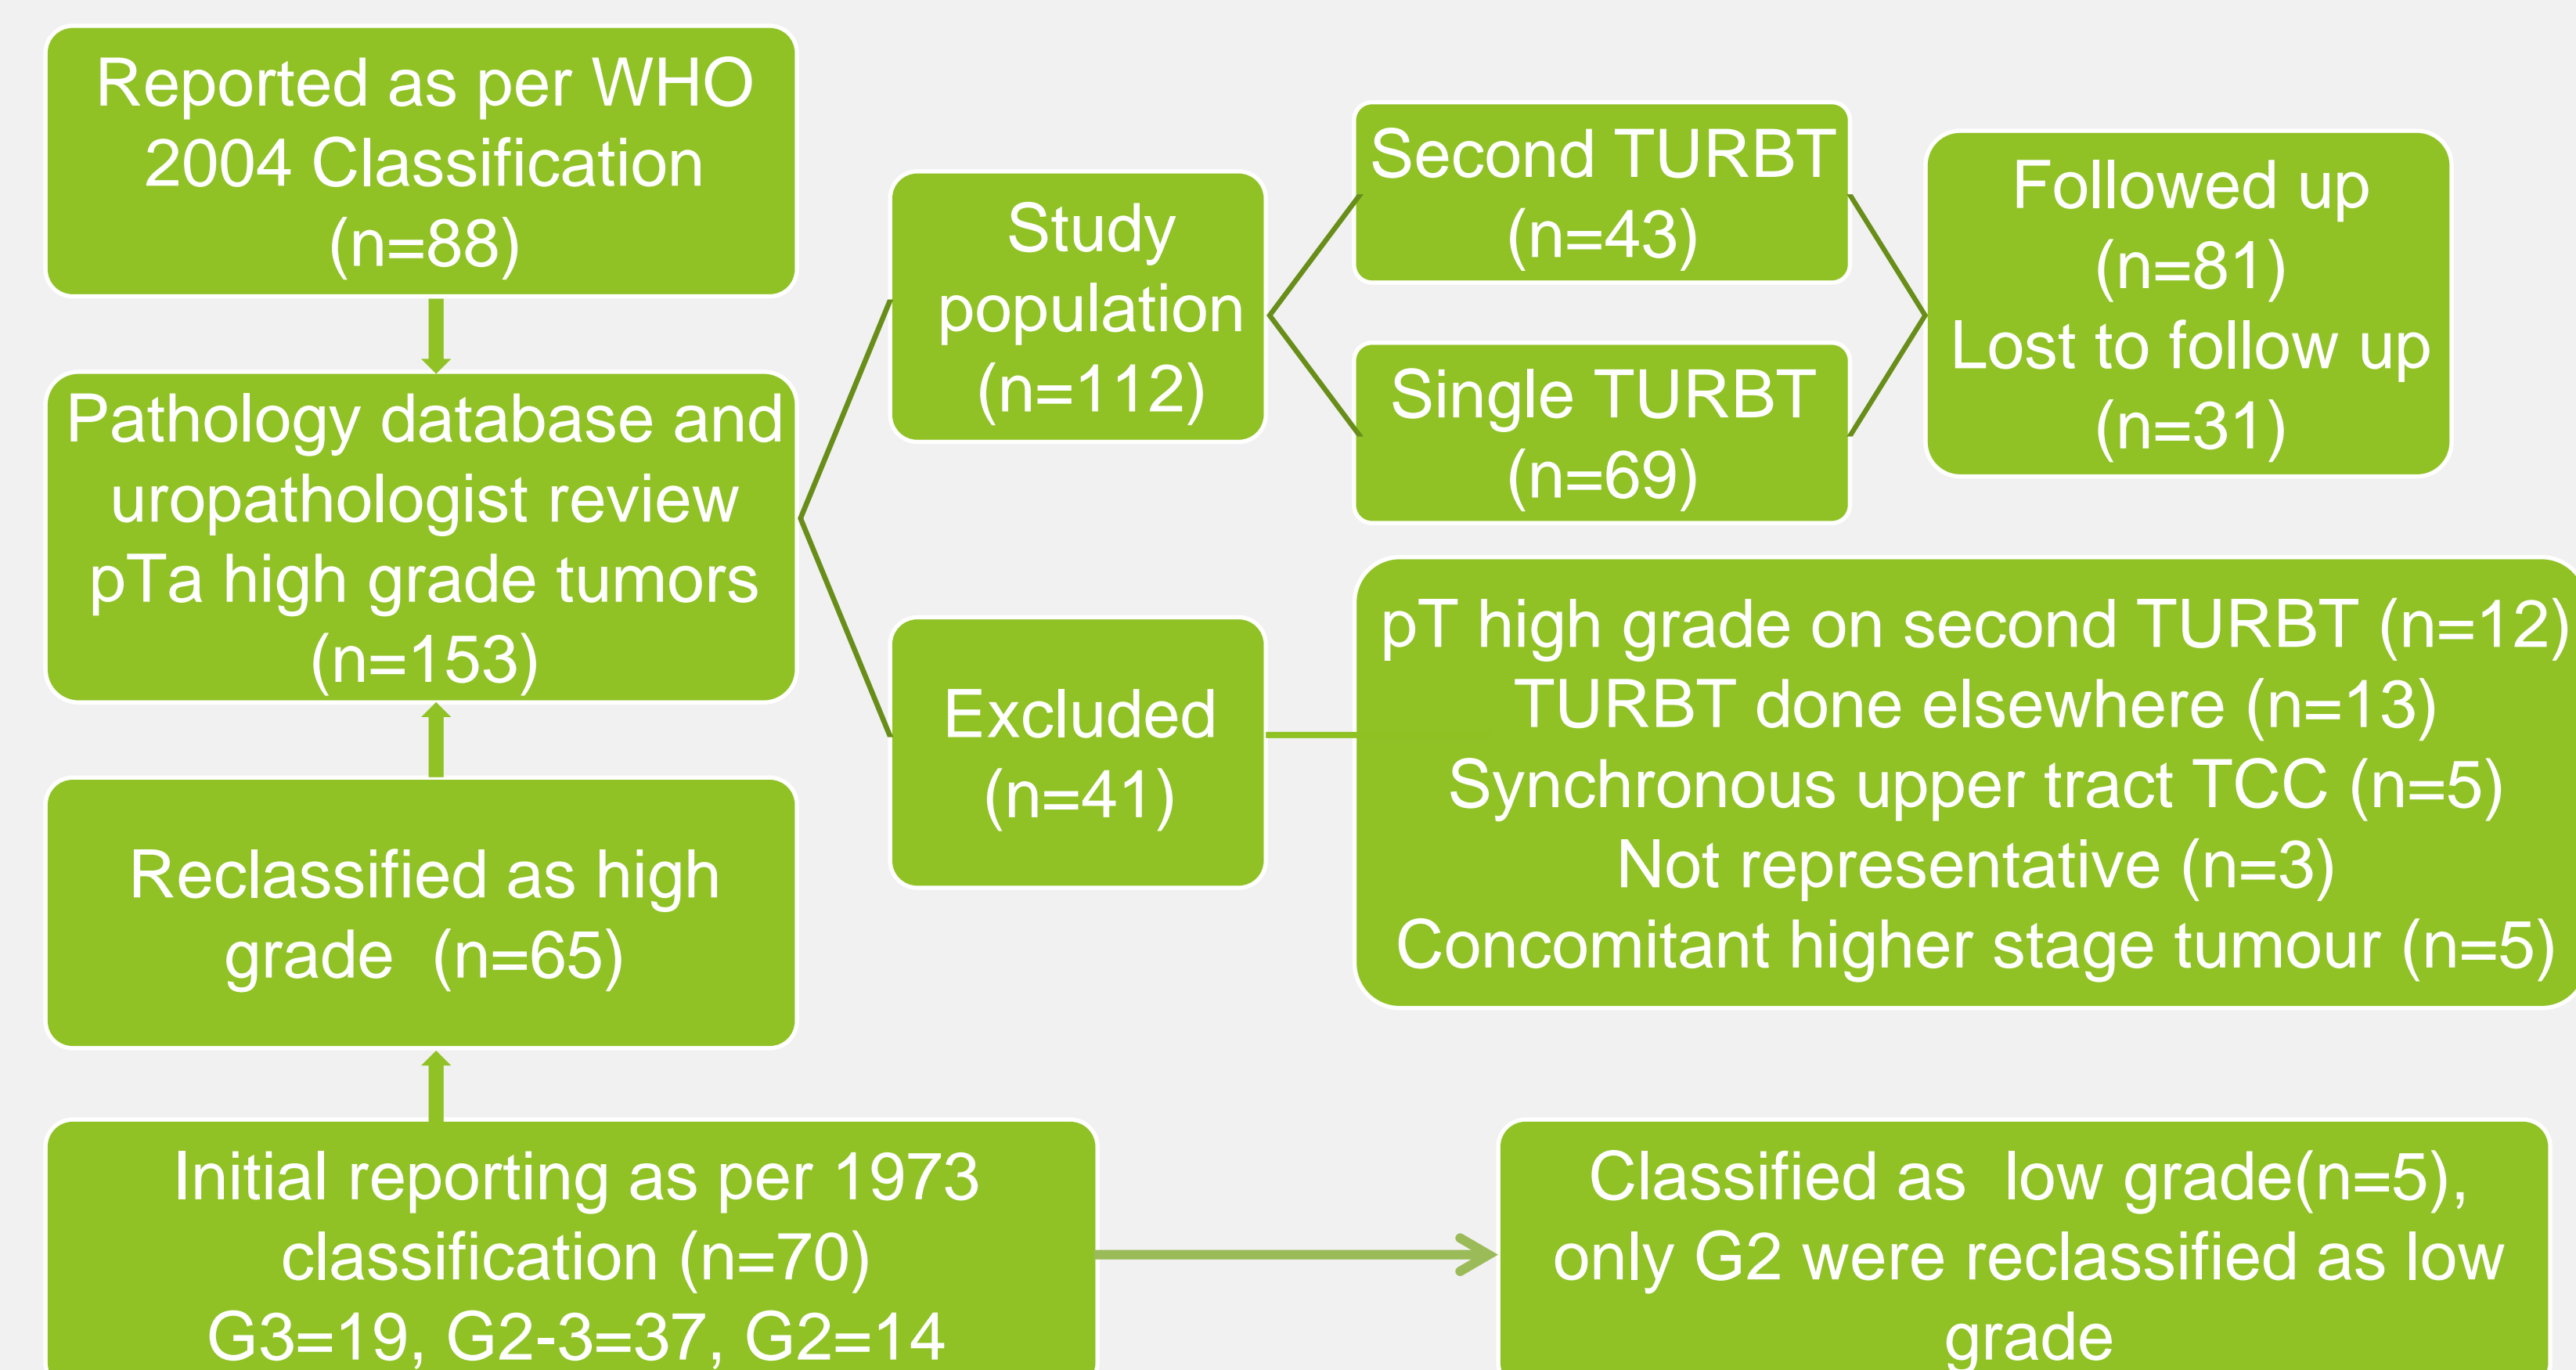 Reported as per WHO
2004 Classification
(n=88)
Pathology database and
uropathologist review
pTa high grade tumors
(n=153)
Reclassified as high
grade  (n=65)
Initial reporting as per 1973
classification (n=70)
G3=19, G2-3=37, G2=14
Study
population
(n=112)
Excluded
(n=41)
Second TURBT
(n=43)
Single TURBT
(n=69)
Followed up
(n=81)
Lost to follow up
(n=31)
pT high grade on second TURBT (n=12)
TURBT done elsewhere (n=13)
Synchronous upper tract TCC (n=5)
Not representative (n=3)
Concomitant higher stage tumour (n=5)
Classified as  low grade(n=5),
only G2 were reclassified as low
grade